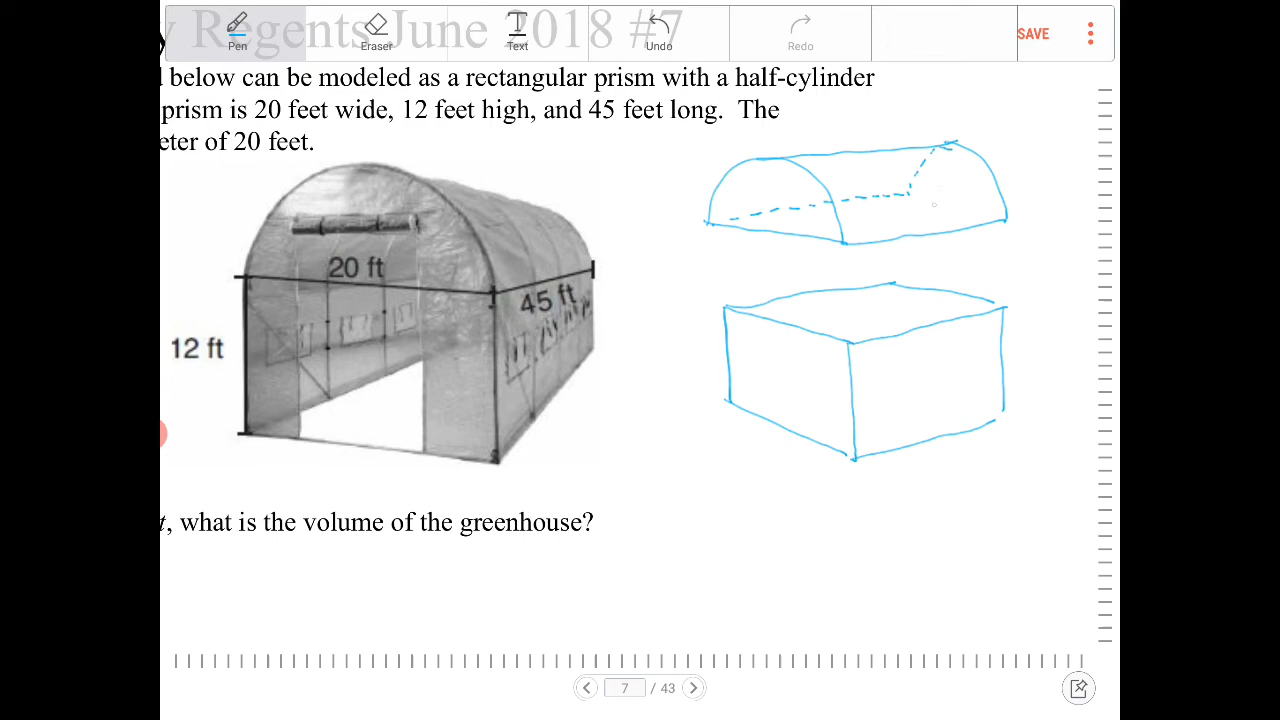 y Regents June 2018 #7
Pen
Eraser
Text
Undo
Redo
SAVE
below can be modeled as a rectangular prism with a half-cylinder
prism is 20 feet wide, 12 feet high, and 45 feet long. The
eter of 20 feet.
20 ft
45 ft
12 ft
t, what is the volume of the greenhouse?
7 / 43